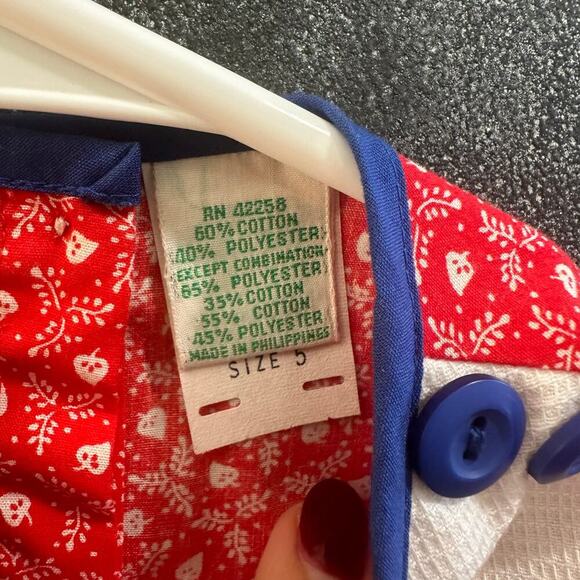 RN 42258
60% COTTON
40% POLYESTER
EXCEPT COMBINATION
65% POLYESTER
35% COTTON
55% COTTON
45% POLYESTER
MADE IN PHILIPPINES
SIZE 5